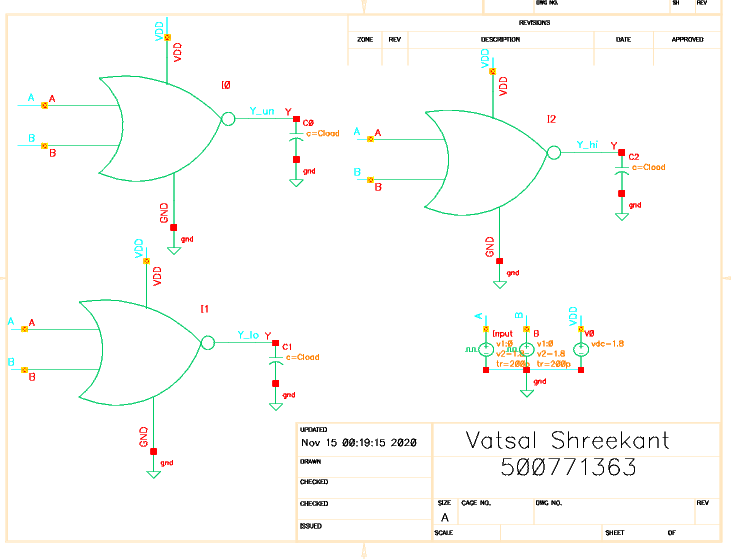 DWG NO. SH REV
REVISIONS
ZONE REV DESCRIPTION DATE APPROVED
VDD
VDD
I0
A A
B B
Y_un Y
C0
c=Cload
gnd
GND
gnd
VDD
VDD
I2
A A
B B
Y_hi Y
C2
c=Cload
gnd
GND
gnd
VDD
VDD
I1
A A
B B
Y_lo Y
C1
c=Cload
gnd
GND
gnd
A B VDD
Input B V0
v1:0 v1:0 vdc=1.8
v2=1.8 v2=1.8
tr=200p tr=200p
gnd
UPDATED
Nov 15 00:19:15 2020
DRAWN
CHECKED
CHECKED
ISSUED
Vatsal Shreekant
500771363
SIZE CAGE NO. DWG NO. REV
A
SCALE SHEET OF